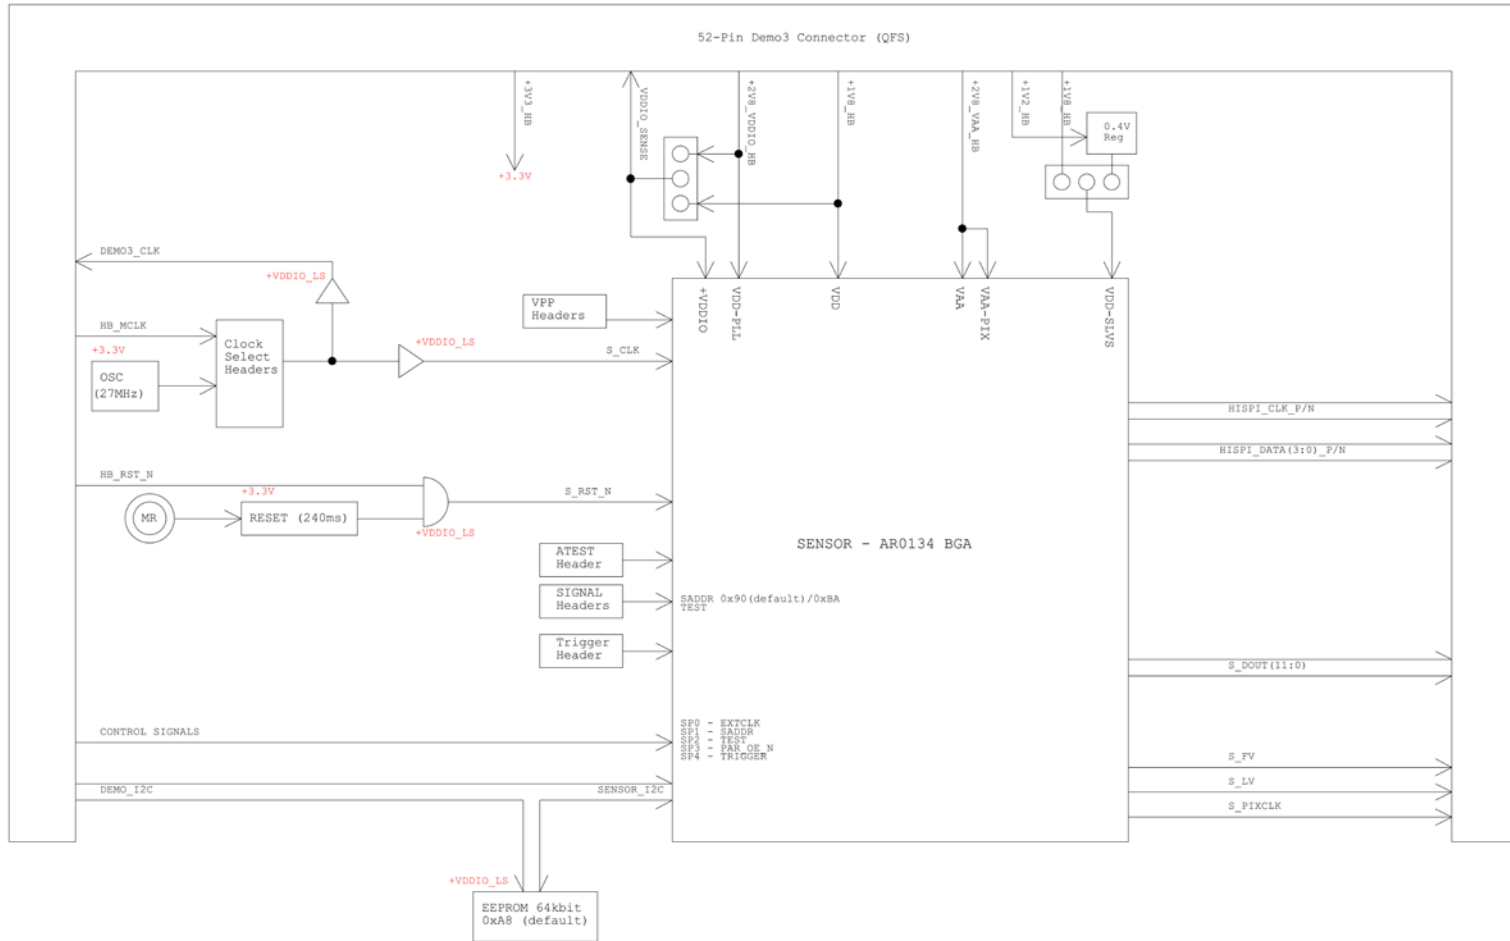 52-Pin Demo3 Connector (QFS)
+3V3_HB
VDDIO_SENSE
+2V8_VDDIO_HB
+1V8_HB
+2V8_VAA_HB
+1V2_HB
+1V8_HB
0.4V
Reg
+3.3V
DEMO3_CLK
+VDDIO_LS
VPP
Headers
+VDDIO
VDD-PLL
VDD
VAA
VAA-PIX
VDD-SLVS
HB_MCLK
+3.3V
OSC
(27MHz)
Clock
Select
Headers
+VDDIO_LS
S_CLK
HISPI_CLK_P/N
HISPI_DATA(3:0)_P/N
HB_RST_N
+3.3V
MR
RESET (240ms)
+VDDIO_LS
S_RST_N
SENSOR - AR0134 BGA
ATEST
Header
SIGNAL
Headers
SADDR 0x90(default)/0xBA
TEST
Trigger
Header
S_DOUT(11:0)
CONTROL SIGNALS
SP0 - EXTCLK
SP1 - SADDR
SP2 - TEST
SP3 - PAR_OE_N
SP4 - TRIGGER
S_FV
S_LV
S_PIXCLK
DEMO_I2C
SENSOR_I2C
+VDDIO_LS
EEPROM 64kbit
0xA8 (default)